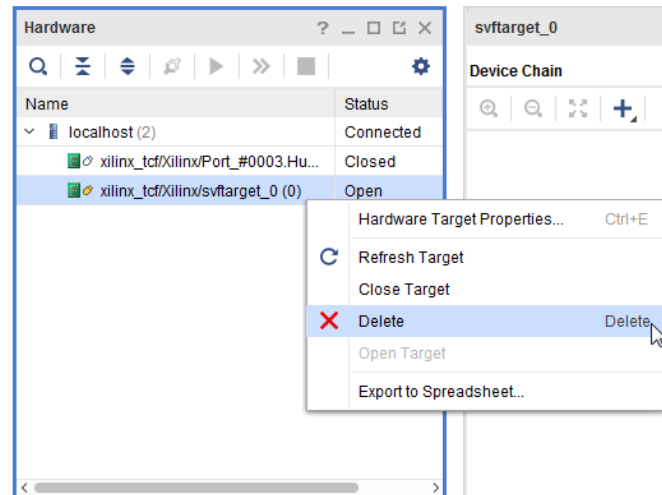 Hardware
?
svftarget_0
Device Chain
Name Status
localhost (2) Connected
xilinx_tcf/Xilinx/Port_#0003.Hu... Closed
xilinx_tcf/Xilinx/svftarget_0 (0) Open
Hardware Target Properties... Ctrl+E
Refresh Target
Close Target
Delete Delete
Open Target
Export to Spreadsheet...